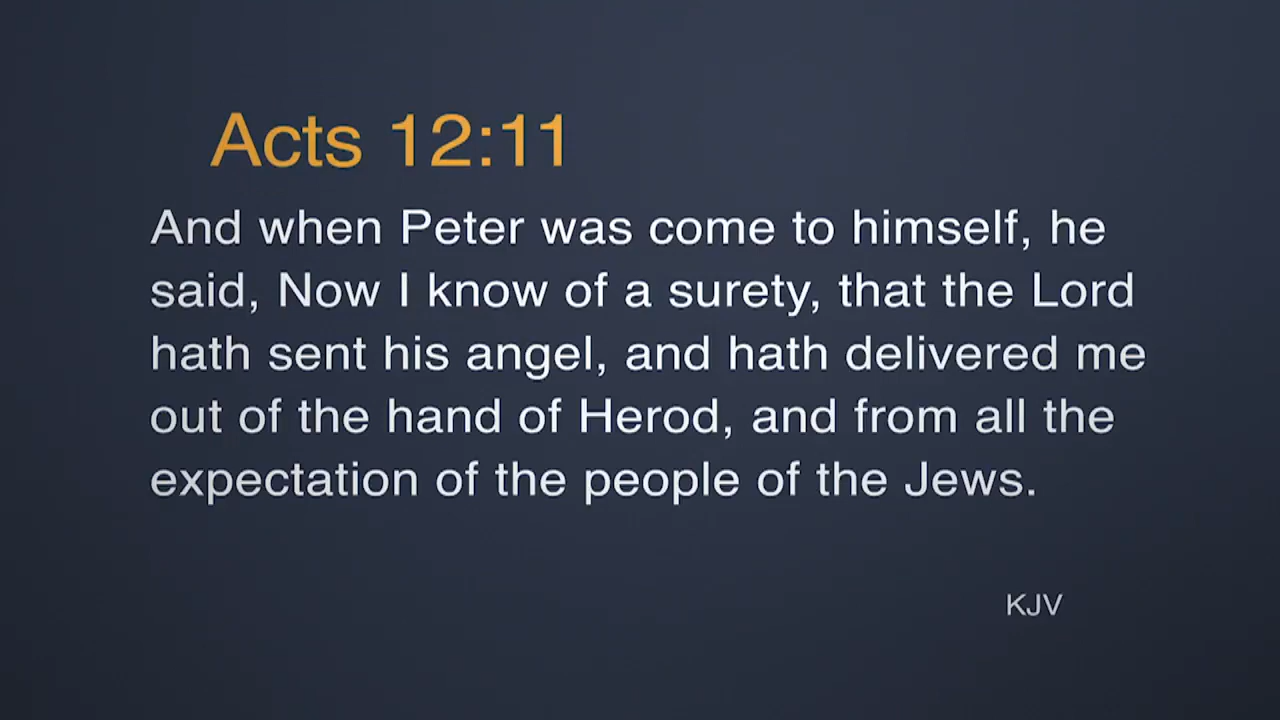 Acts 12:11
And when Peter was come to himself, he
said, Now I know of a surety, that the Lord
hath sent his angel, and hath delivered me
out of the hand of Herod, and from all the
expectation of the people of the Jews.
KJV